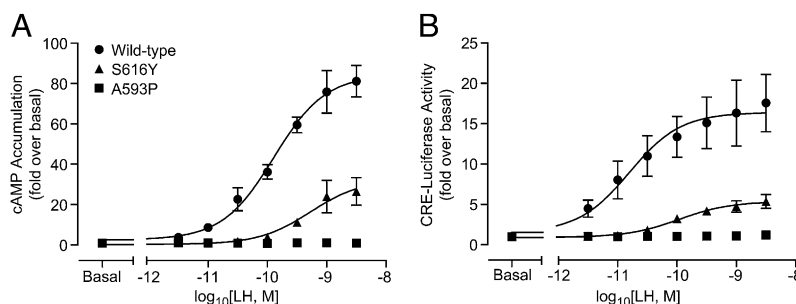 A
cAMP Accumulation
(fold over basal)
100
80
60
40
20
0
Wild-type
S616Y
A593P
Basal
-12
-11
-10
-9
-8
log10[LH, M]
B
CRE-Luciferase Activity
(fold over basal)
25
20
15
10
5
0
Basal
-12
-11
-10
-9
-8
log10[LH, M]